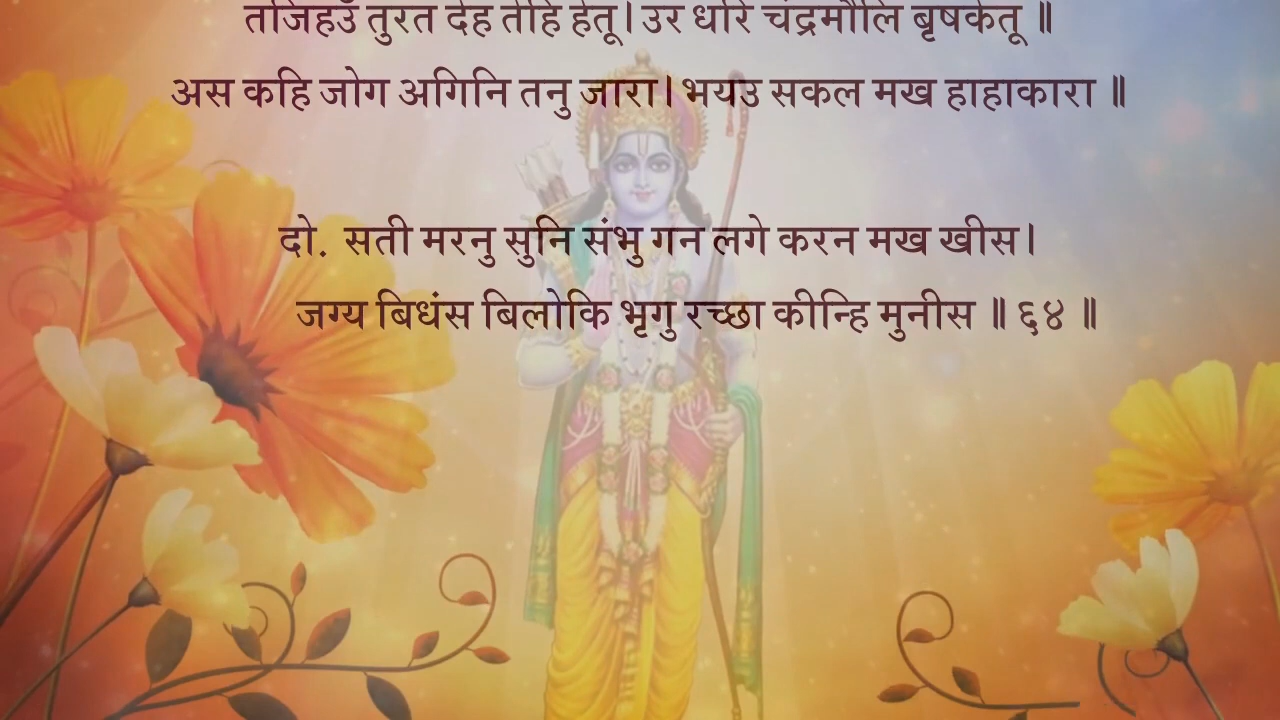 तजिहउँ तुरत देह तेहि हेतू। उर धरि चंद्रमौलि बृषकेतू ॥
अस कहि जोग अगिनि तनु जारा। भयउ सकल मख हाहाकारा ॥
दो. सती मरनु सुनि संभु गन लगे करन मख खीस।
जग्य बिधंस बिलोकि भृगु रच्छा कीन्हि मुनीस ॥ ६४ ॥